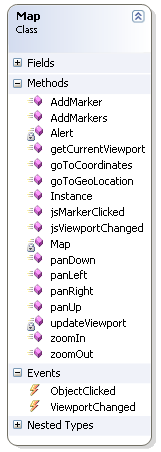 Map
Class
Fields
Methods
AddMarker
AddMarkers
Alert
getCurrentViewport
goToCoordinates
goToGeoLocation
Instance
jsMarkerClicked
jsViewportChanged
Map
panDown
panLeft
panRight
panUp
updateViewport
zoomIn
zoomOut
Events
ObjectClicked
ViewportChanged
Nested Types